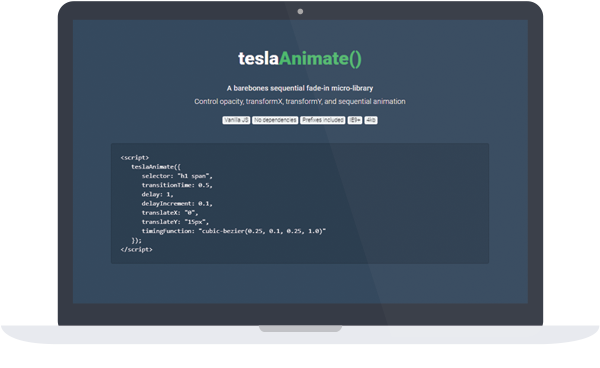 teslaAnimate()
A barebones sequential fade-in micro-library
Control opacity, transformX, transformY, and sequential animation
Vanilla JS No dependencies Prefixes included IE9+ 4kb
<script>
teslaAnimate({
selector: "h1 span",
transitionTime: 0.5,
delay: 1,
delayIncrement: 0.1,
translateX: "0",
translateY: "15px",
timingFunction: "cubic-bezier(0.25, 0.1, 0.25, 1.0)"
});
</script>